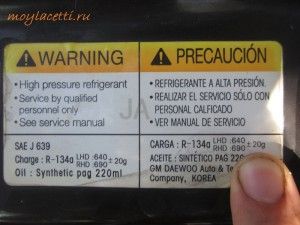 moylacetti.ru
WARNING
• High pressure refrigerant
• Service by qualified
personnel only
• See service manual
SAE J 639
Charge : R-134a LHD :640 ± 20g
RHD :690
Oil : Synthetic pag 220ml
PRECAUCIÓN
• REFRIGERANTE A ALTA PRESIÓN.
• REALIZAR EL SERVICIO SÓLO CON
PERSONAL CALIFICADO
• VER MANUAL DE SERVICIO
CARGA : R-134a LHD :640 ± 20g
RHD :690
ACEITE : SINTÉTICO PAG
GM DAEWOO Auto &
Company, KOREA